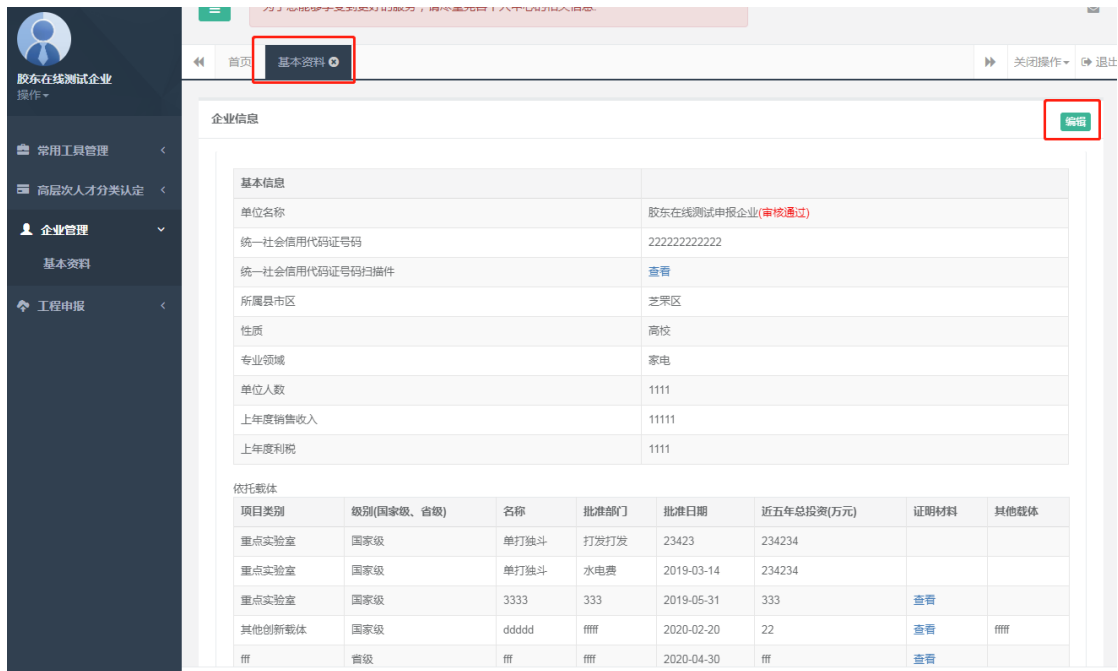 为了您能够享受到更好的服务，请尽量完善个人中心的相关信息.
胶东在线测试企业
操作
首页 基本资料 关闭操作 退出
常用工具管理
高层次人才分类认定
企业管理
基本资料
工程申报
企业信息 编辑
基本信息
单位名称 胶东在线测试申报企业(审核通过)
统一社会信用代码证号码 222222222222
统一社会信用代码证号码扫描件 查看
所属县市区 芝罘区
性质 高校
专业领域 家电
单位人数 1111
上年度销售收入 11111
上年度利税 1111
依托载体
项目类别 级别(国家级、省级) 名称 批准部门 批准日期 近五年总投资(万元) 证明材料 其他载体
重点实验室 国家级 单打独斗 打发打发 23423 234234
重点实验室 国家级 单打独斗 水电费 2019-03-14 234234
重点实验室 国家级 3333 333 2019-05-31 333 查看
其他创新载体 国家级 ddddd fffff 2020-02-20 22 查看 fffff
fff 省级 fff ffff 2020-04-30 fff 查看